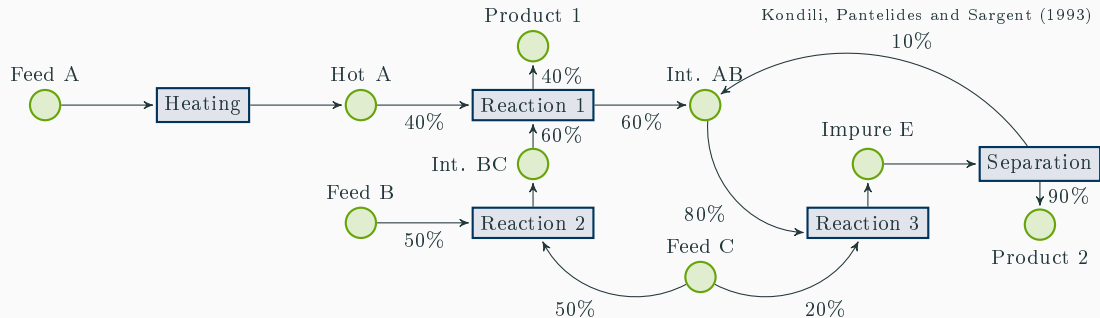 Product 1
Kondili, Pantelides and Sargent (1993)
10%
Feed A
Hot A
40%
Int. AB
Heating
Reaction 1
40%
60%
60%
Impure E
Int. BC
Separation
Feed B
90%
80%
Reaction 2
Reaction 3
50%
Feed C
Product 2
50%
20%